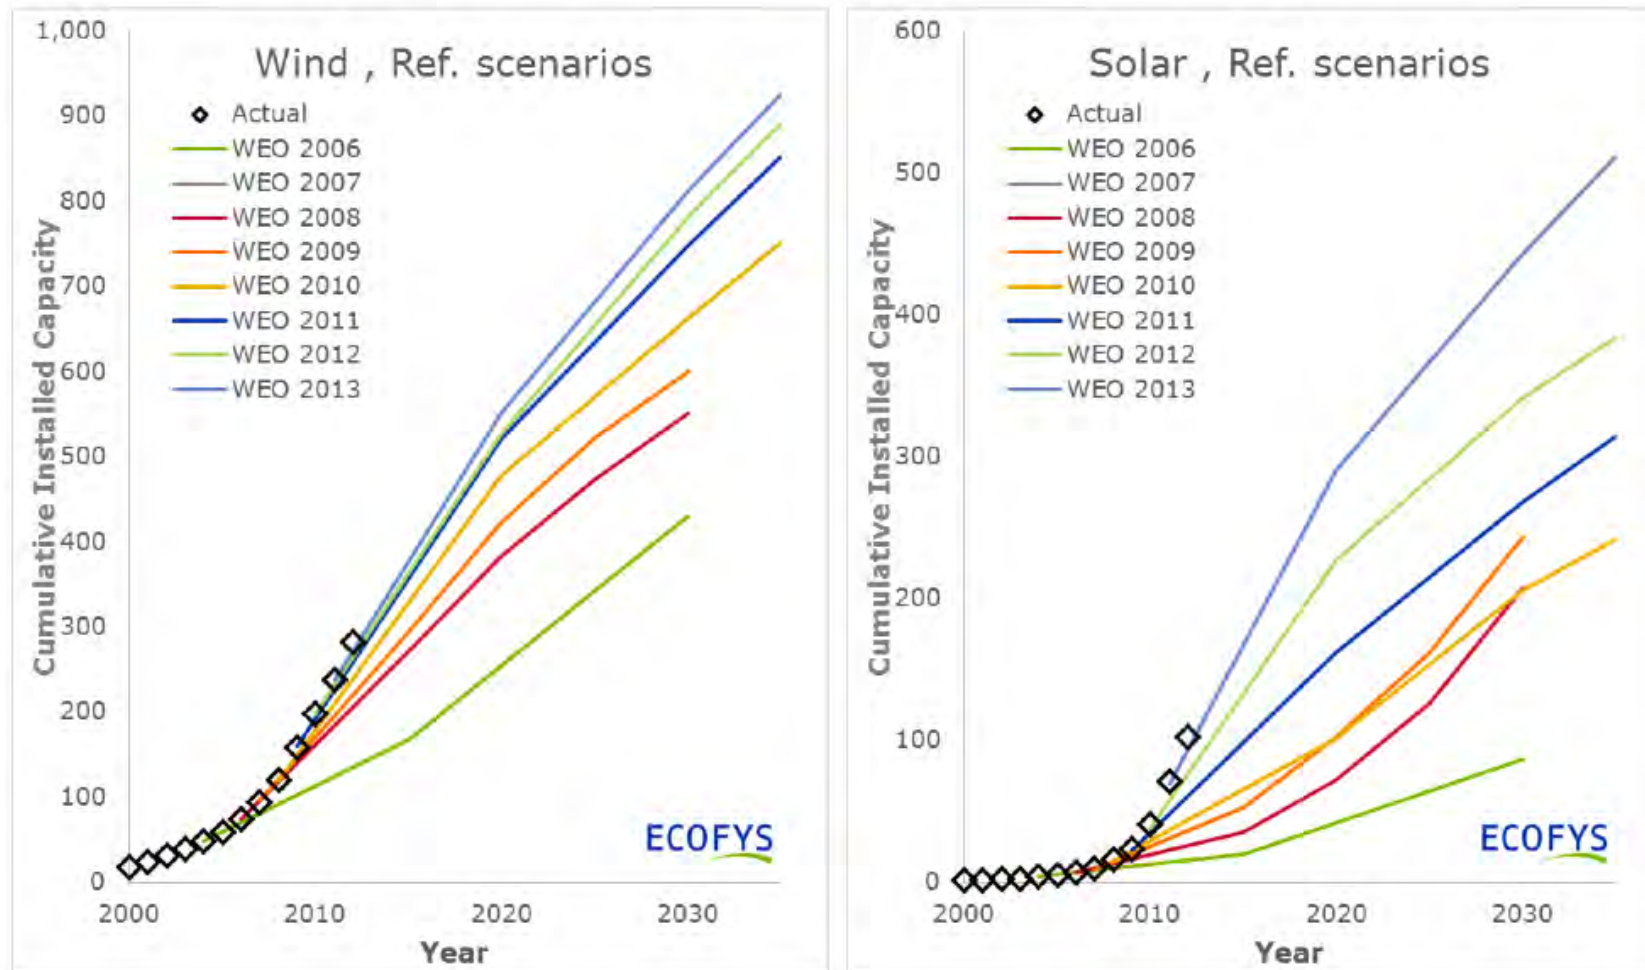 Wind , Ref. scenarios
Cumulative Installed Capacity
1,000
900
800
700
600
500
400
300
200
100
0
Actual
WEO 2006
WEO 2007
WEO 2008
WEO 2009
WEO 2010
WEO 2011
WEO 2012
WEO 2013
ECOFYS
2000 2010 2020 2030
Year
Solar , Ref. scenarios
Cumulative Installed Capacity
600
500
400
300
200
100
0
Actual
WEO 2006
WEO 2007
WEO 2008
WEO 2009
WEO 2010
WEO 2011
WEO 2012
WEO 2013
ECOFYS
2000 2010 2020 2030
Year